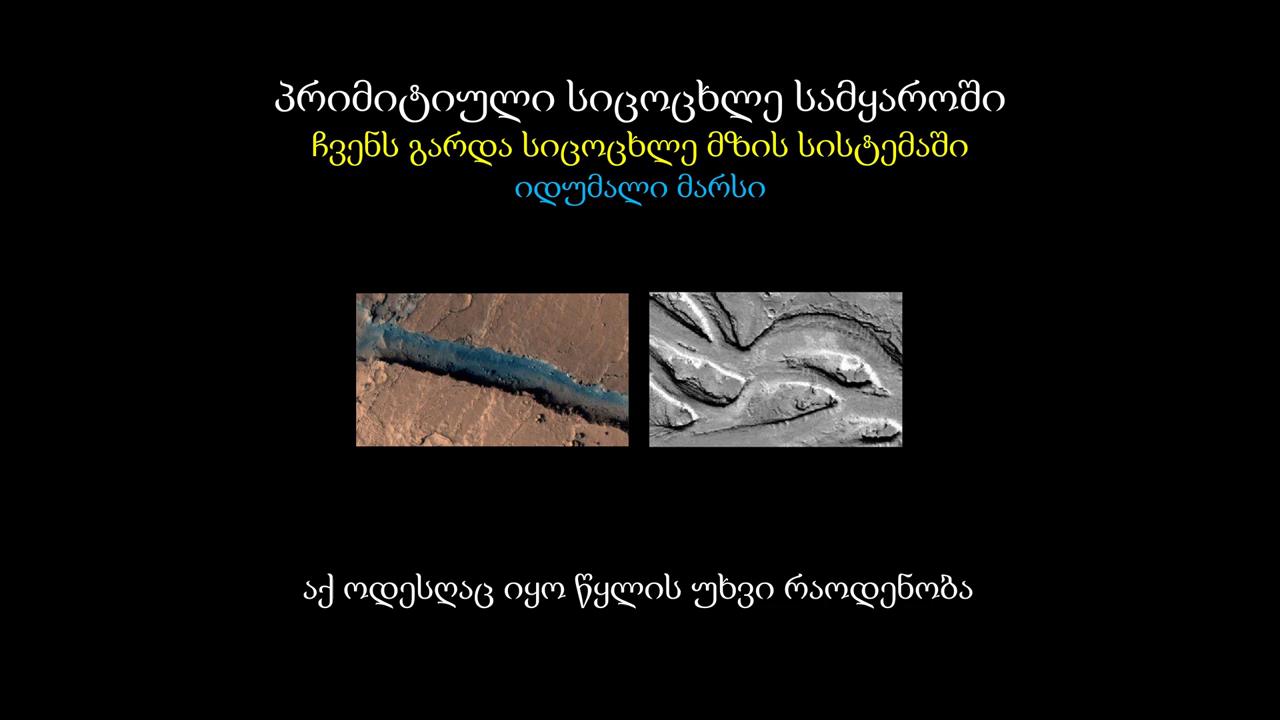 პრიმიტიული სიცოცხლე სამყაროში
ჩვენს გარდა სიცოცხლე მზის სისტემაში
იდუმალი მარსი
აქ ოდესღაც იყო წყლის უხვი რაოდენობა